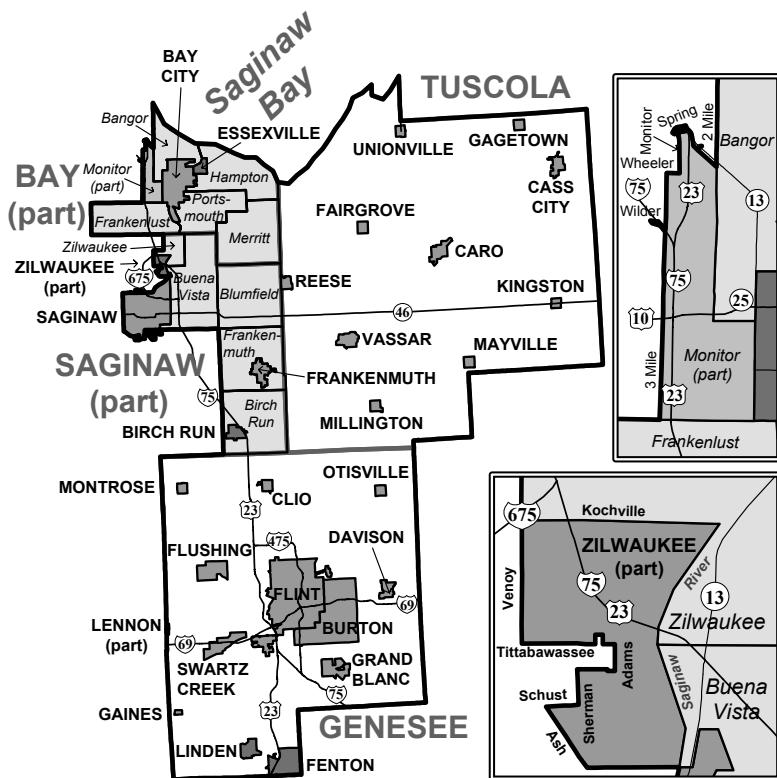 BAY
CITY
Saginaw
Bay
TUSCOLA
Bangor
ESSEXVILLE
UNIONVILLE
GAGETOWN
Monitor
(part)
Hampton
CASS
CITY
BAY
(part)
Ports-
mouth
Frankenlust
FAIRGROVE
Merritt
Zilwaukee
CARO
ZILWAUKEE
(part)
675
Buena
Vista
Blumfield
REESE
KINGSTON
SAGINAW
46
VASSAR
Franken-
muth
MAYVILLE
SAGINAW
(part)
FRANKENMUTH
75
Birch
Run
MILLINGTON
BIRCH RUN
MONTROSE
CLIO
OTISVILLE
23
475
DAVISON
FLUSHING
FLINT
69
LENNON
(part)
69
BURTON
SWARTZ
CREEK
GRAND
BLANC
75
23
GAINES
GENESEE
LINDEN
FENTON
Spring
Monitor
2 Mile
Bangor
Wheeler
75
23
13
Wilder
75
25
10
3 Mile
Monitor
(part)
23
Frankenlust
675
Kochville
ZILWAUKEE
(part)
75
River
13
Venoy
23
Zilwaukee
Tittabawassee
Adams
Saginaw
Buena
Vista
Schust
Sherman
Ash